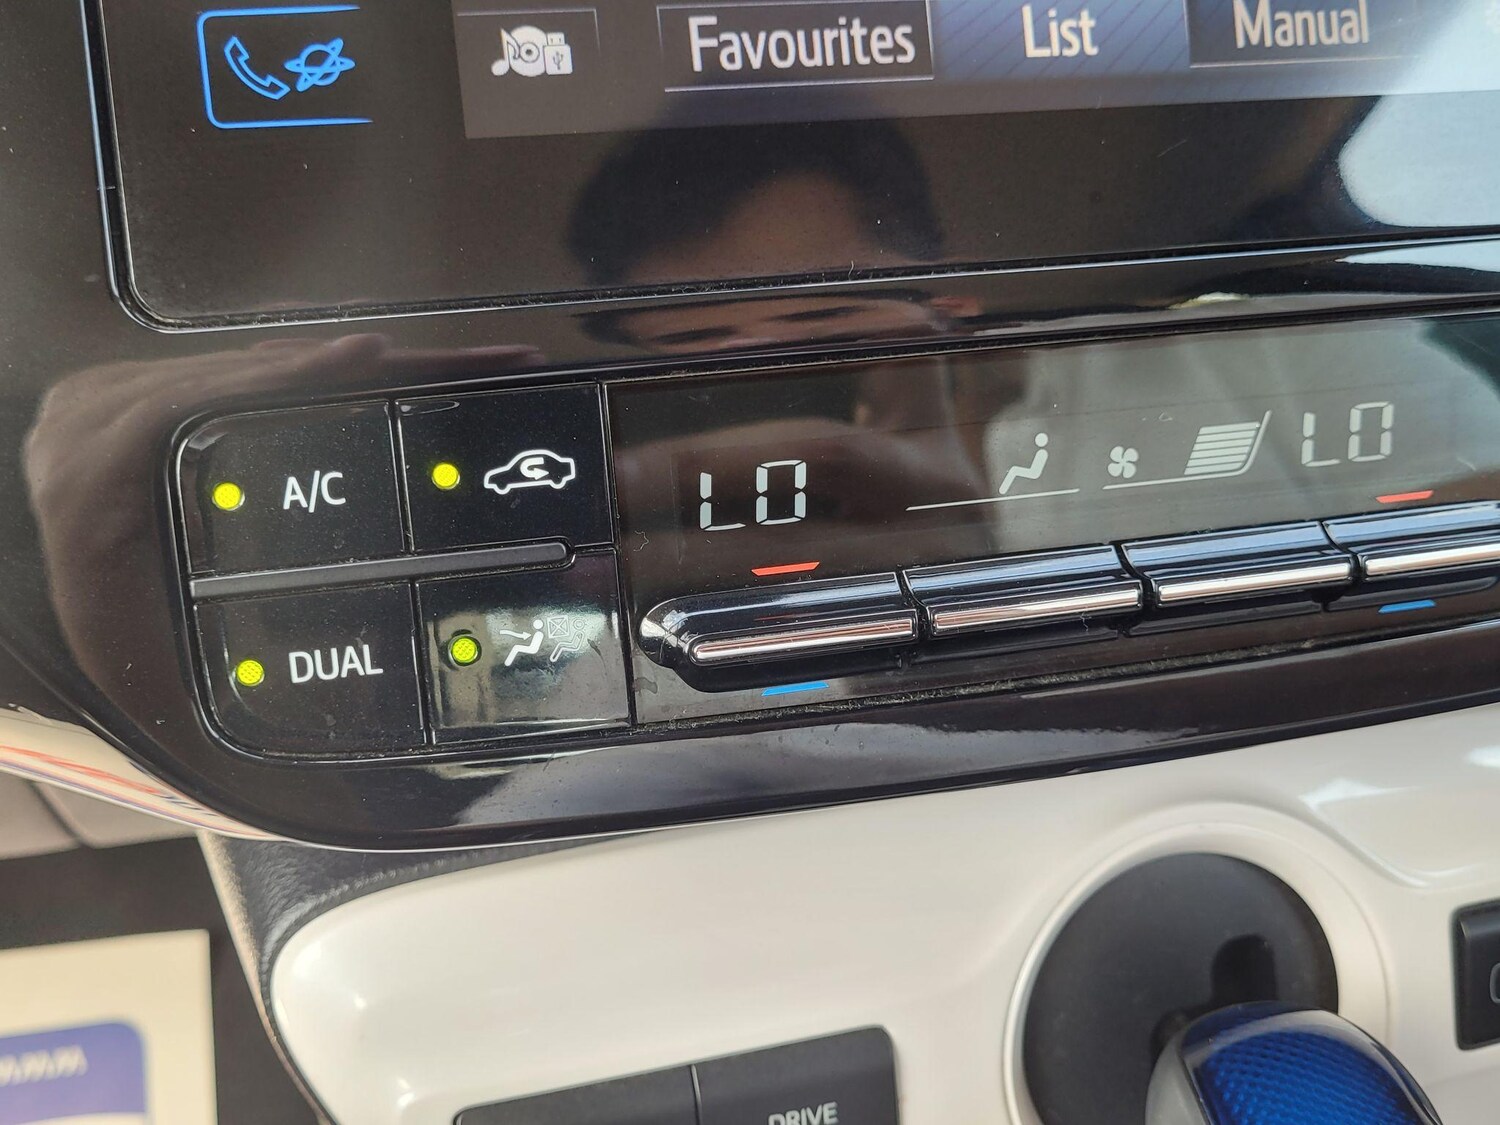 Favourites List Manual
A/C
LO LO
DUAL
DRIVE